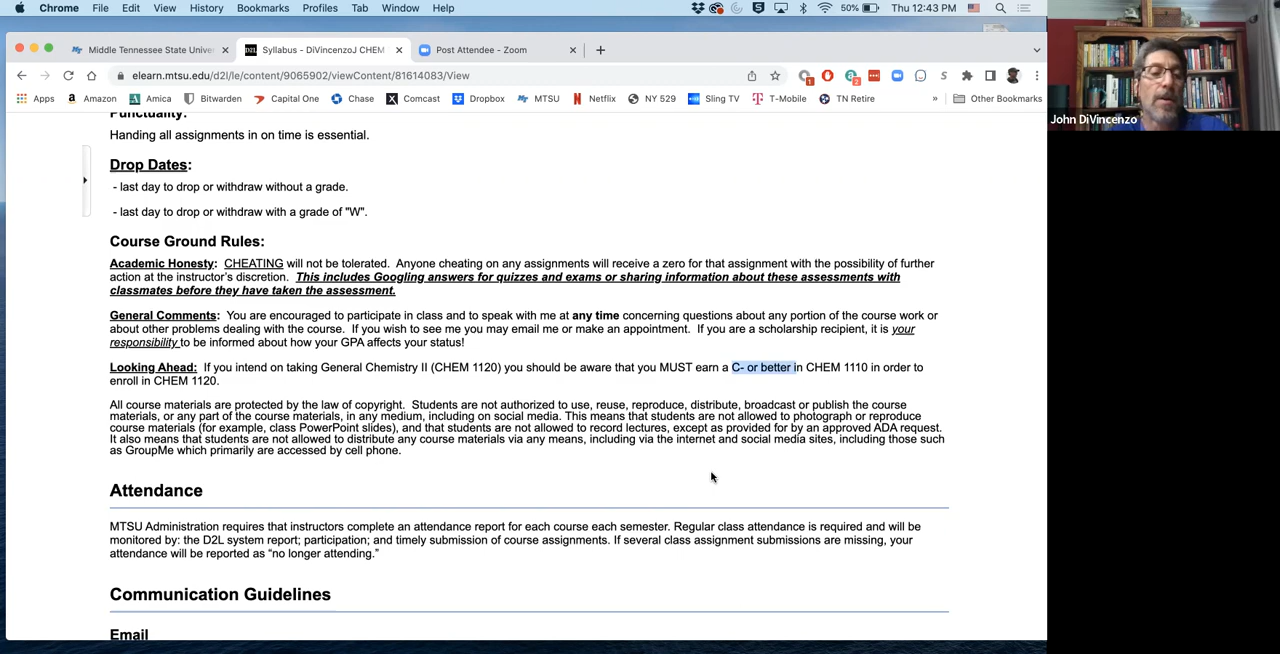 Chrome File Edit View History Bookmarks Profiles Tab Window Help 50% Thu 12:43 PM
Middle Tennessee State Unive Syllabus - DiVincenzoJ CHEM Post Attendee - Zoom
elearn.mtsu.edu/d2l/le/content/9065902/viewContent/81614083/View
Apps Amazon Amica Bitwarden Capital One Chase Comcast Dropbox MTSU Netflix NY 529 Sling TV T-Mobile TN Retire » Other Bookmarks
John DiVincenzo
Punctuality:
Handing all assignments in on time is essential.
Drop Dates:
- last day to drop or withdraw without a grade.
- last day to drop or withdraw with a grade of "W".
Course Ground Rules:
Academic Honesty: CHEATING will not be tolerated. Anyone cheating on any assignments will receive a zero for that assignment with the possibility of further
action at the instructor's discretion. This includes Googling answers for quizzes and exams or sharing information about these assessments with
classmates before they have taken the assessment.
General Comments: You are encouraged to participate in class and to speak with me at any time concerning questions about any portion of the course work or
about other problems dealing with the course. If you wish to see me you may email me or make an appointment. If you are a scholarship recipient, it is your
responsibility to be informed about how your GPA affects your status!
Looking Ahead: If you intend on taking General Chemistry II (CHEM 1120) you should be aware that you MUST earn a C- or better in CHEM 1110 in order to
enroll in CHEM 1120.
All course materials are protected by the law of copyright. Students are not authorized to use, reuse, reproduce, distribute, broadcast or publish the course
materials, or any part of the course materials, in any medium, including on social media. This means that students are not allowed to photograph or reproduce
course materials (for example, class PowerPoint slides), and that students are not allowed to record lectures, except as provided for by an approved ADA request.
It also means that students are not allowed to distribute any course materials via any means, including via the internet and social media sites, including those such
as GroupMe which primarily are accessed by cell phone.
Attendance
MTSU Administration requires that instructors complete an attendance report for each course each semester. Regular class attendance is required and will be
monitored by: the D2L system report; participation; and timely submission of course assignments. If several class assignment submissions are missing, your
attendance will be reported as “no longer attending.”
Communication Guidelines
Email